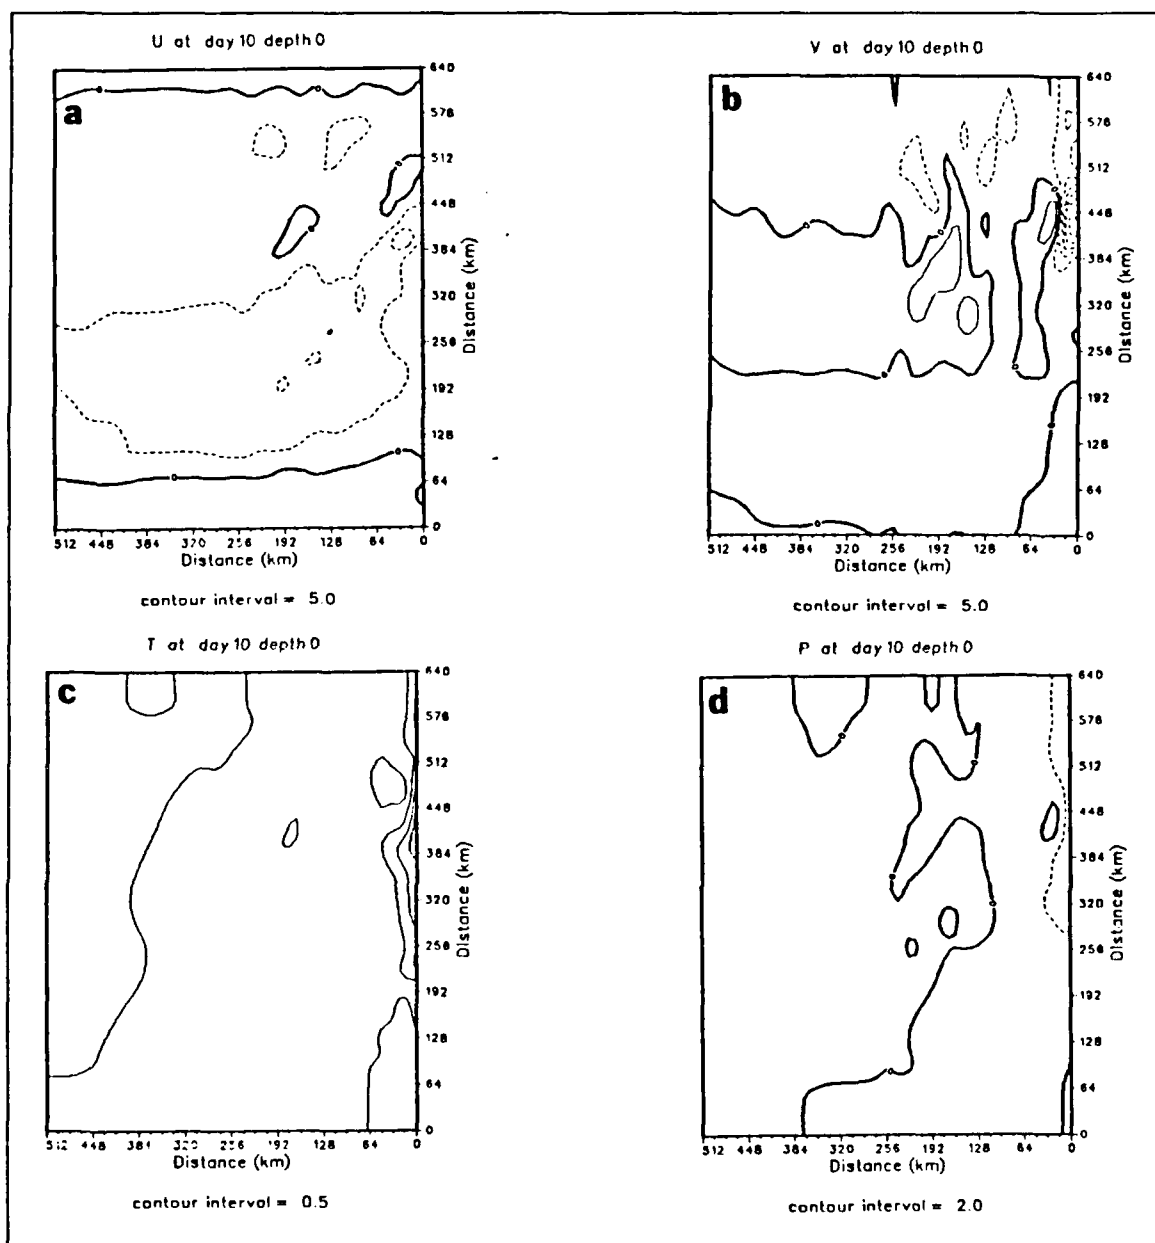 U at day 10 depth 0
a
640
576
512
448
384
320
256
192
128
64
0
Distance (km)
512 448 384 320 256 192 128 64 0
Distance (km)
contour interval = 5.0
V at day 10 depth 0
b
640
576
512
448
384
320
256
192
128
64
0
Distance (km)
512 448 384 320 256 192 128 64 0
Distance (km)
contour interval = 5.0
T at day 10 depth 0
c
640
576
512
448
384
320
256
192
128
64
0
Distance (km)
512 448 384 320 256 192 128 64 0
Distance (km)
contour interval = 0.5
P at day 10 depth 0
d
640
576
512
448
384
320
256
192
128
64
0
Distance (km)
512 448 384 320 256 192 128 64 0
Distance (km)
contour interval = 2.0